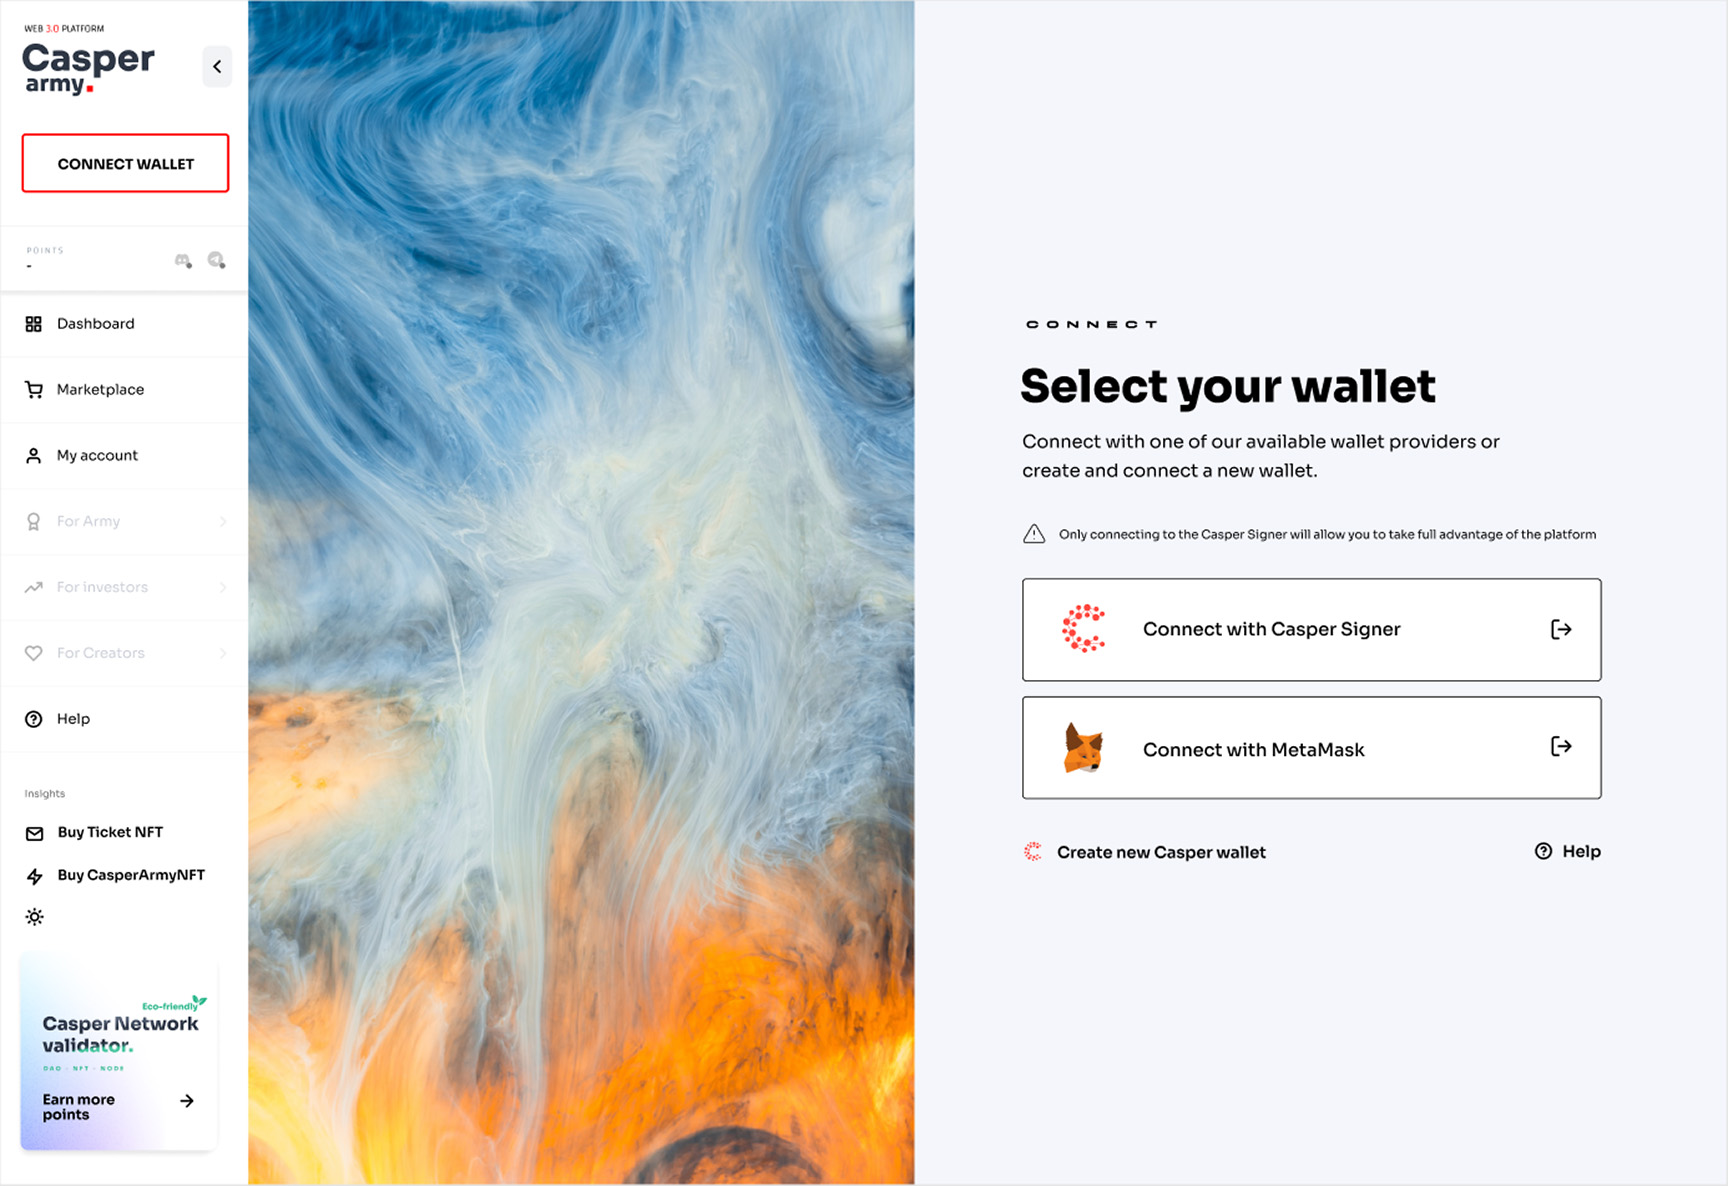 WEB 3.0 PLATFORM
Casper
army.
CONNECT WALLET
POINTS
-
Dashboard
Marketplace
My account
For Army
For investors
For Creators
Help
Insights
Buy Ticket NFT
Buy CasperArmyNFT
Eco-friendly
Casper Network
validator.
DAO - NFT - NODE
Earn more
points
CONNECT
Select your wallet
Connect with one of our available wallet providers or
create and connect a new wallet.
Only connecting to the Casper Signer will allow you to take full advantage of the platform
Connect with Casper Signer
Connect with MetaMask
Create new Casper wallet
Help